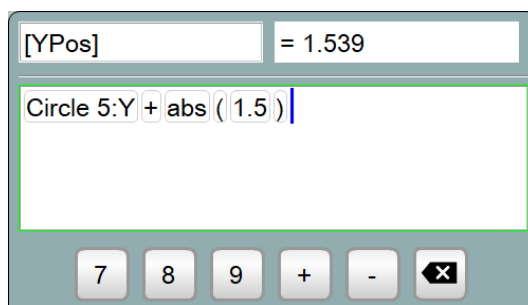 [YPos] = 1.539
Circle 5:Y + abs ( 1.5 )
7 8 9 + -